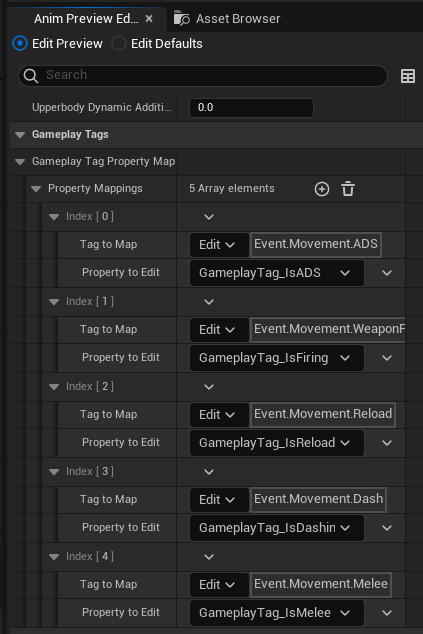 Anim Preview Ed...
Asset Browser
Edit Preview
Edit Defaults
Search
Upperbody Dynamic Additi...
0.0
Gameplay Tags
Gameplay Tag Property Map
Property Mappings
5 Array elements
Index [ 0 ]
Tag to Map
Edit
Event.Movement.ADS
Property to Edit
GameplayTag_IsADS
Index [ 1 ]
Tag to Map
Edit
Event.Movement.WeaponF
Property to Edit
GameplayTag_IsFiring
Index [ 2 ]
Tag to Map
Edit
Event.Movement.Reload
Property to Edit
GameplayTag_IsReload
Index [ 3 ]
Tag to Map
Edit
Event.Movement.Dash
Property to Edit
GameplayTag_IsDashin
Index [ 4 ]
Tag to Map
Edit
Event.Movement.Melee
Property to Edit
GameplayTag_IsMelee